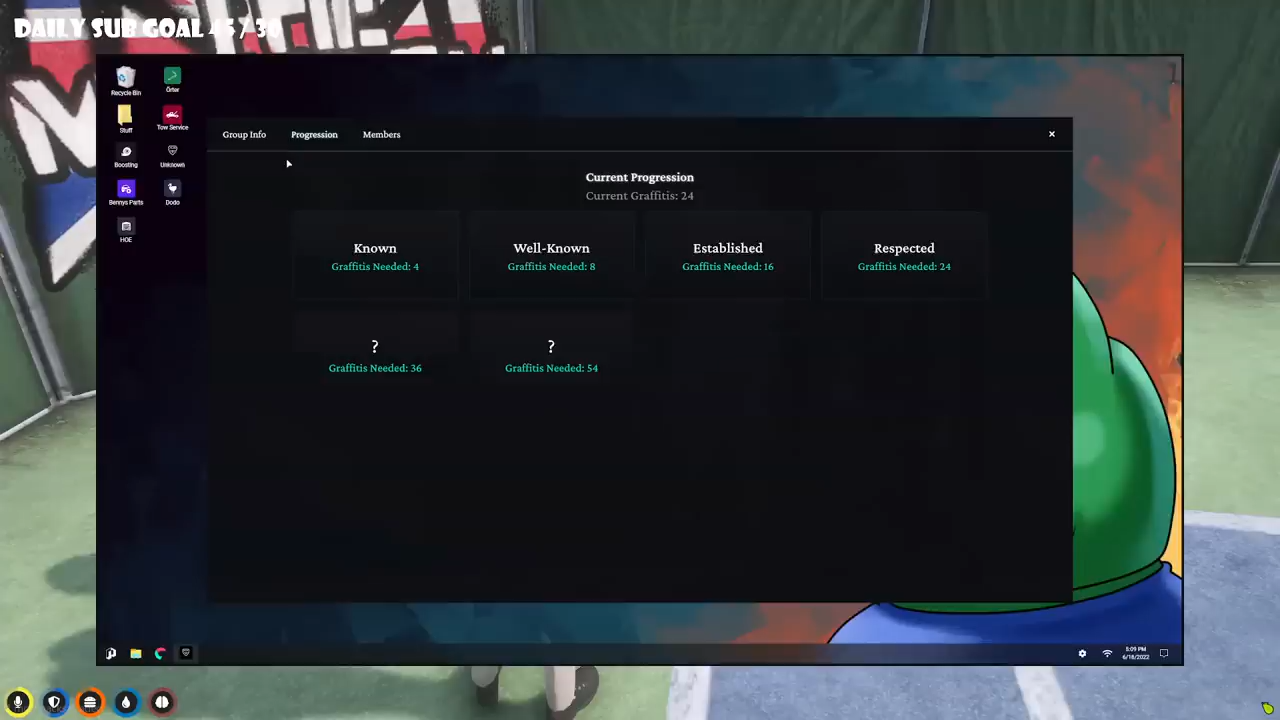 DAILY SUB GOAL 45 / 30
Recycle Bin
Örter
Stuff
Tow Service
Boosting
Unknown
Bennys Parts
Dodo
HOE
Group Info
Progression
Members
×
Current Progression
Current Graffitis: 24
Known
Graffitis Needed: 4
Well-Known
Graffitis Needed: 8
Established
Graffitis Needed: 16
Respected
Graffitis Needed: 24
?
Graffitis Needed: 36
?
Graffitis Needed: 54
5:09 PM
6/18/2022